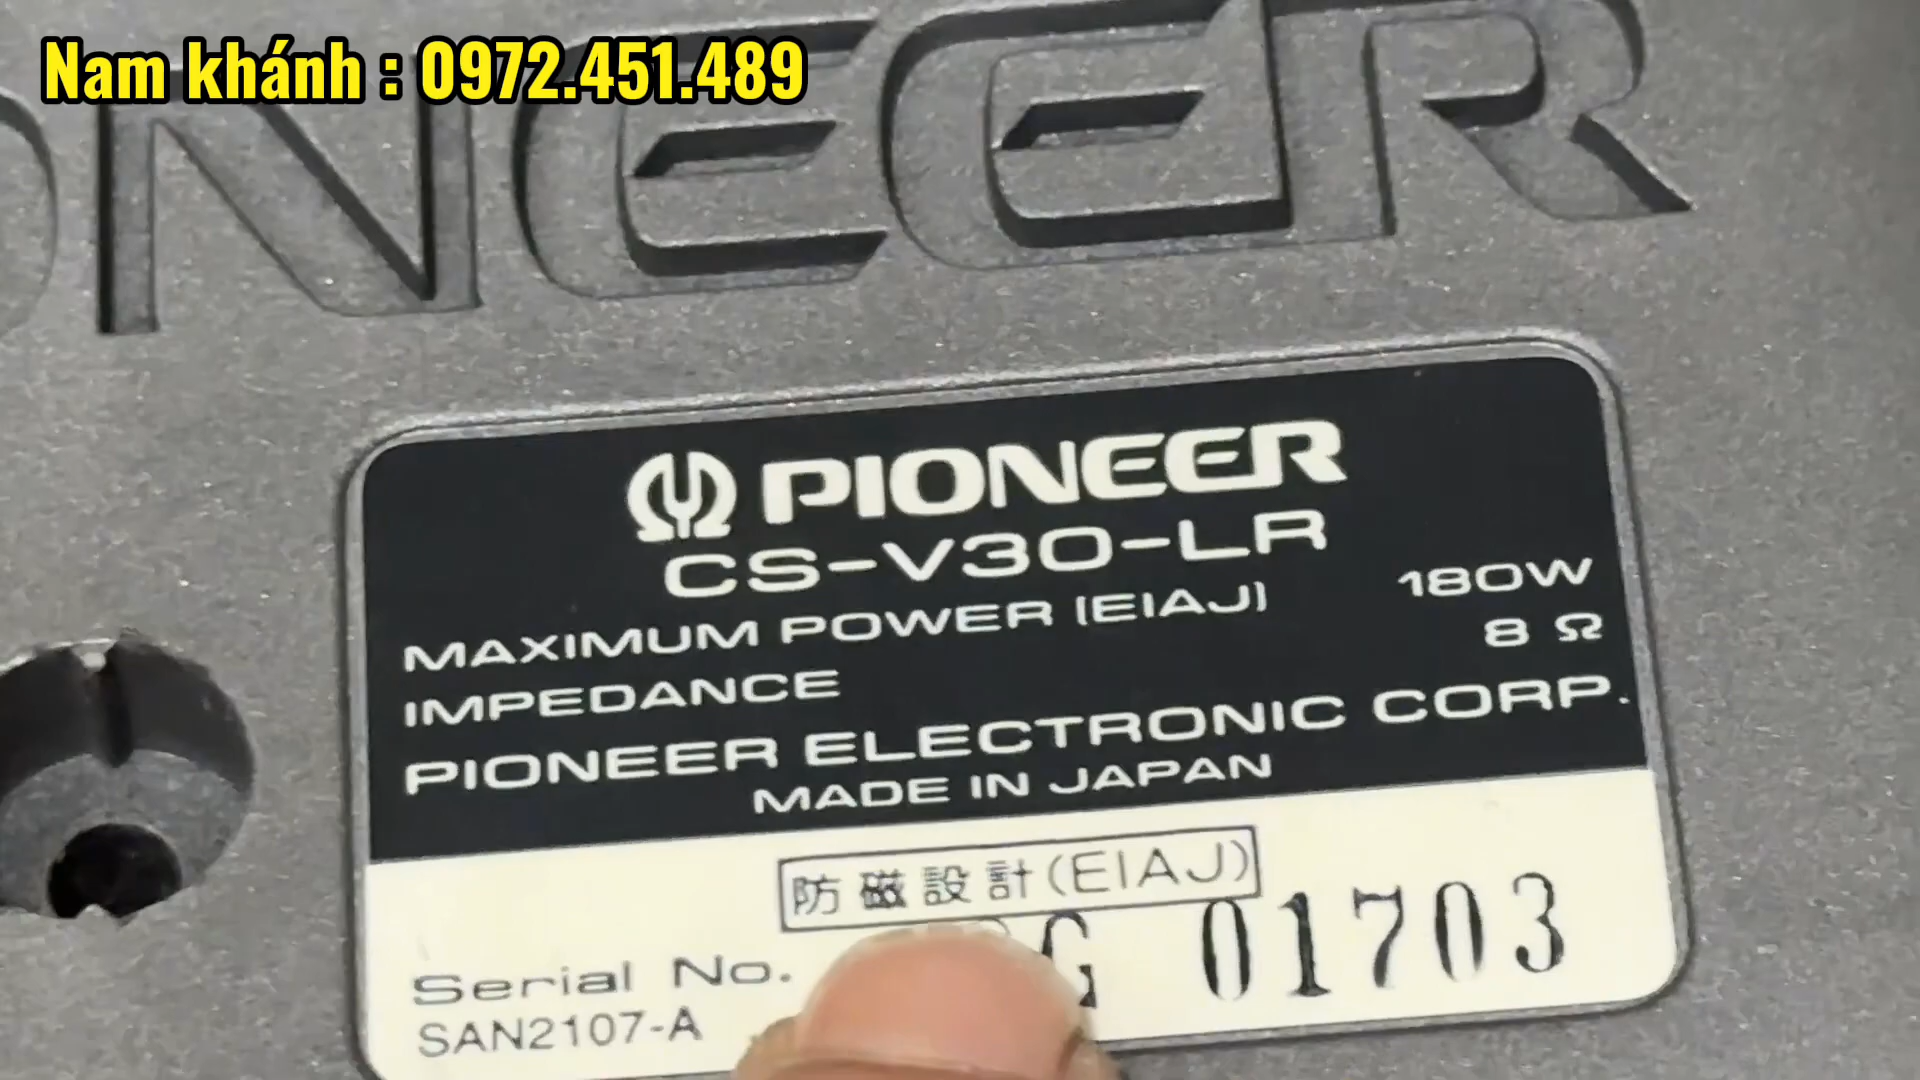 Nam khánh : 0972.451.489
ONEER
PIONEER
CS-V30-LR
MAXIMUM POWER (EIAJ) 180W
IMPEDANCE 8 Ω
PIONEER ELECTRONIC CORP.
MADE IN JAPAN
防磁設計(EIAJ)
Serial No. G 01703
SAN2107-A